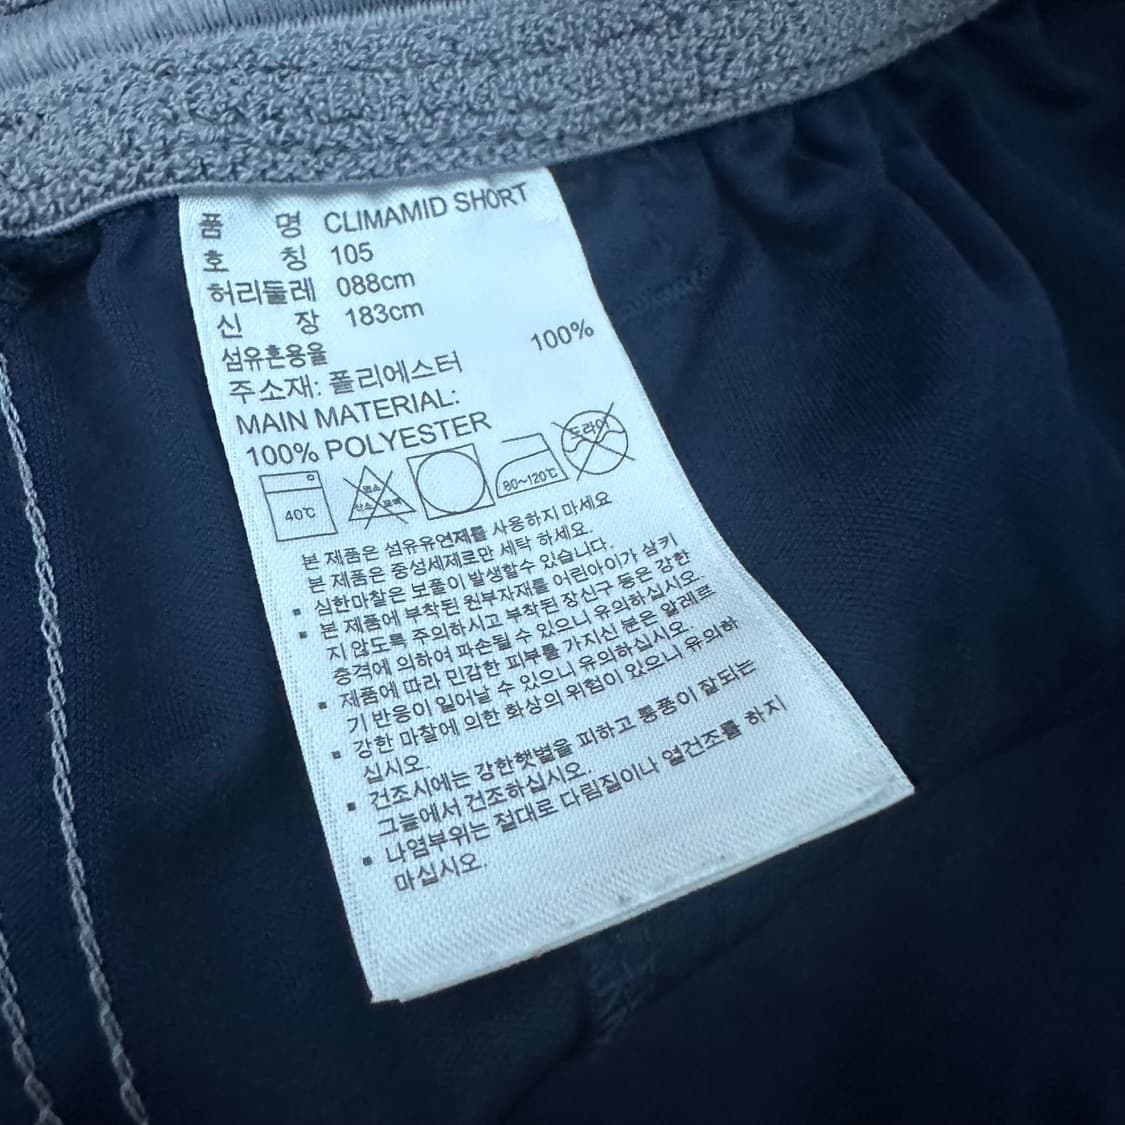 품 명 CLIMAMID SHORT
호 칭 105
허리둘레 088cm
신 장 183cm
섬유혼용율
주소재: 폴리에스터 100%
MAIN MATERIAL:
100% POLYESTER
40℃ 염소 산소 표백 80~120℃ 드라이
본 제품은 섬유유연제를 사용하지 마세요
본 제품은 중성세제로만 세탁 하세요.
▪ 심한마찰은 보풀이 발생할수 있습니다.
▪ 본 제품에 부착된 원부자재를 어린아이가 삼키
지 않도록 주의하시고 부착된 장신구 등은 강한
충격에 의하여 파손될 수 있으니 유의하십시오.
▪ 제품에 따라 민감한 피부를 가지신 분은 알레르
기 반응이 일어날 수 있으니 유의하십시오.
▪ 강한 마찰에 의한 화상의 위험이 있으니 유의하
십시오.
▪ 건조시에는 강한햇볕을 피하고 통풍이 잘되는
그늘에서 건조하십시오.
▪ 나염부위는 절대로 다림질이나 열건조를 하지
마십시오.